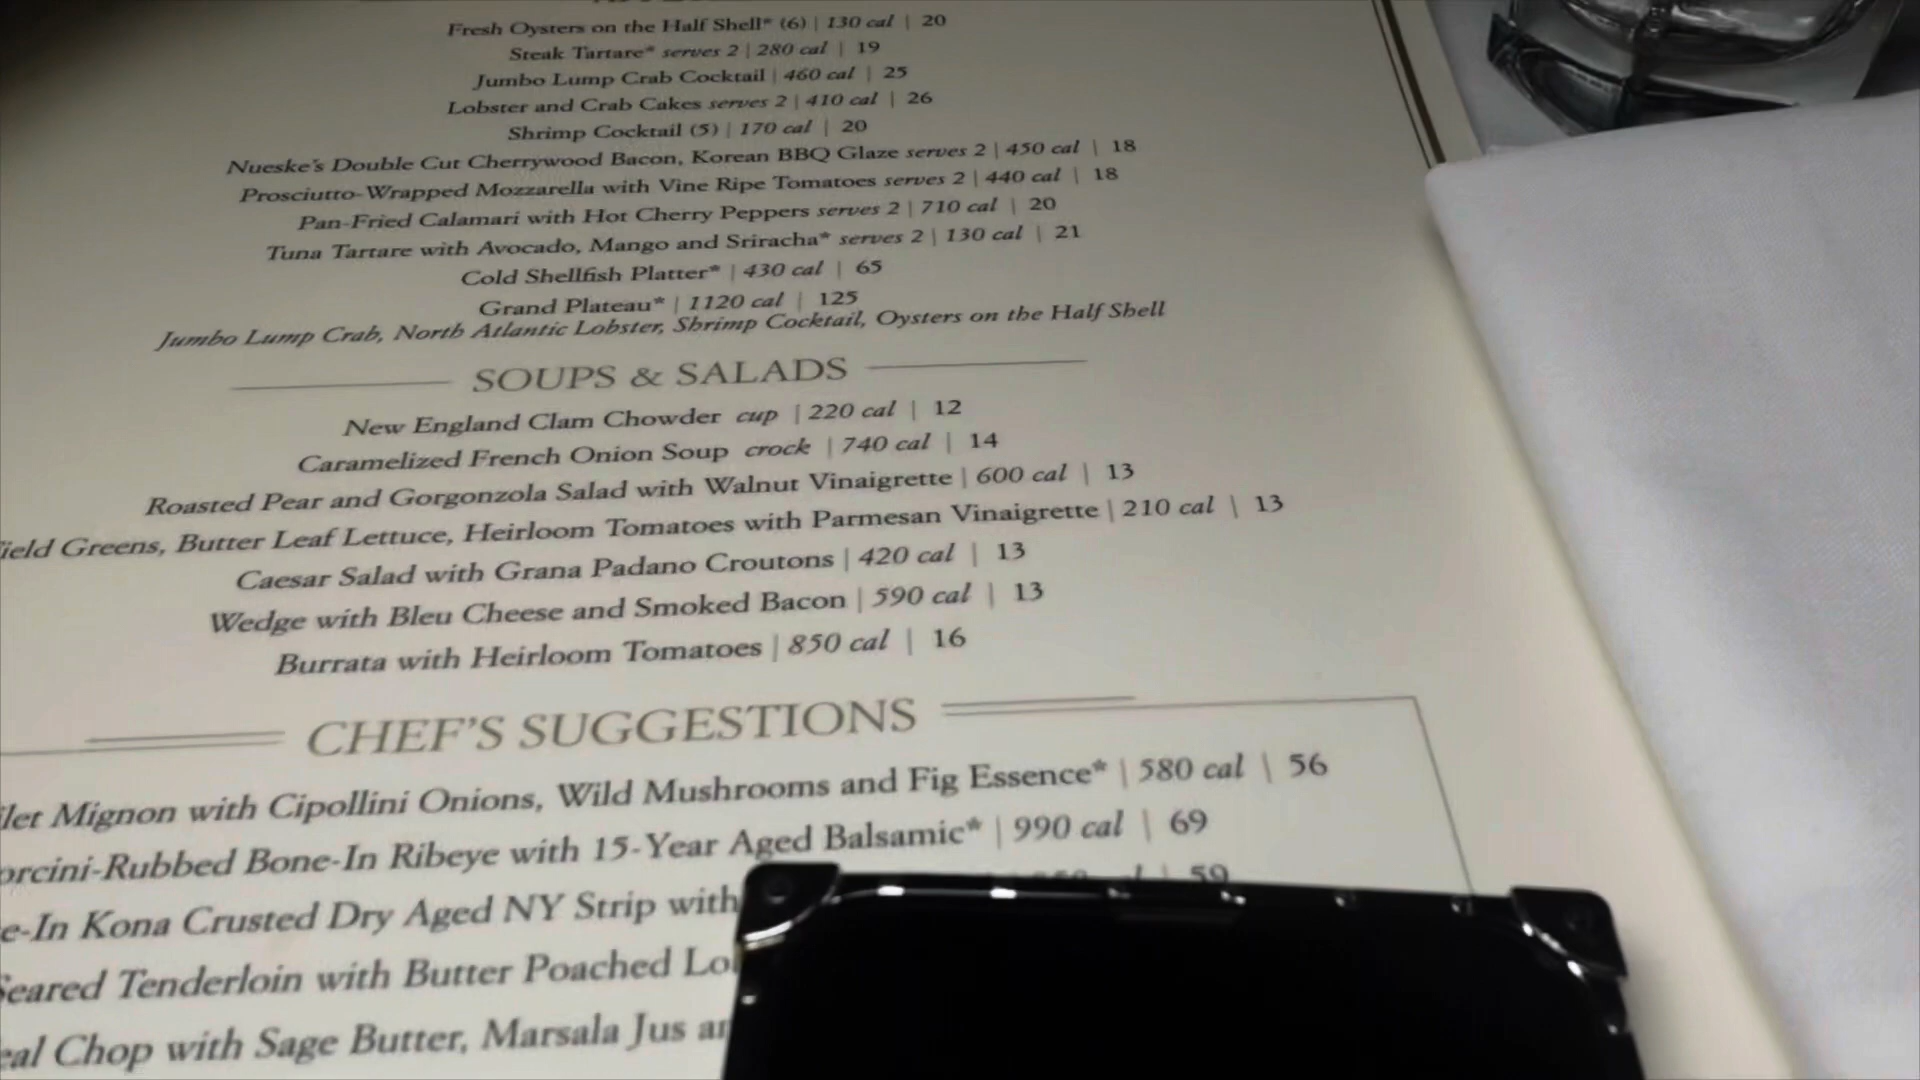 Fresh Oysters on the Half Shell* (6) | 130 cal | 20
Steak Tartare* serves 2 | 280 cal | 19
Jumbo Lump Crab Cocktail | 460 cal | 25
Lobster and Crab Cakes serves 2 | 410 cal | 26
Shrimp Cocktail (5) | 170 cal | 20
Nueske's Double Cut Cherrywood Bacon, Korean BBQ Glaze serves 2 | 450 cal | 18
Prosciutto-Wrapped Mozzarella with Vine Ripe Tomatoes serves 2 | 440 cal | 18
Pan-Fried Calamari with Hot Cherry Peppers serves 2 | 710 cal | 20
Tuna Tartare with Avocado, Mango and Sriracha* serves 2 | 130 cal | 21
Cold Shellfish Platter* | 430 cal | 65
Grand Plateau* | 1120 cal | 125
Jumbo Lump Crab, North Atlantic Lobster, Shrimp Cocktail, Oysters on the Half Shell
SOUPS & SALADS
New England Clam Chowder cup | 220 cal | 12
Caramelized French Onion Soup crock | 740 cal | 14
Roasted Pear and Gorgonzola Salad with Walnut Vinaigrette | 600 cal | 13
ield Greens, Butter Leaf Lettuce, Heirloom Tomatoes with Parmesan Vinaigrette | 210 cal | 13
Caesar Salad with Grana Padano Croutons | 420 cal | 13
Wedge with Bleu Cheese and Smoked Bacon | 590 cal | 13
Burrata with Heirloom Tomatoes | 850 cal | 16
CHEF'S SUGGESTIONS
ilet Mignon with Cipollini Onions, Wild Mushrooms and Fig Essence* | 580 cal | 56
orcini-Rubbed Bone-In Ribeye with 15-Year Aged Balsamic* | 990 cal | 69
e-In Kona Crusted Dry Aged NY Strip with | 59
Seared Tenderloin with Butter Poached Lo
eal Chop with Sage Butter, Marsala Jus an